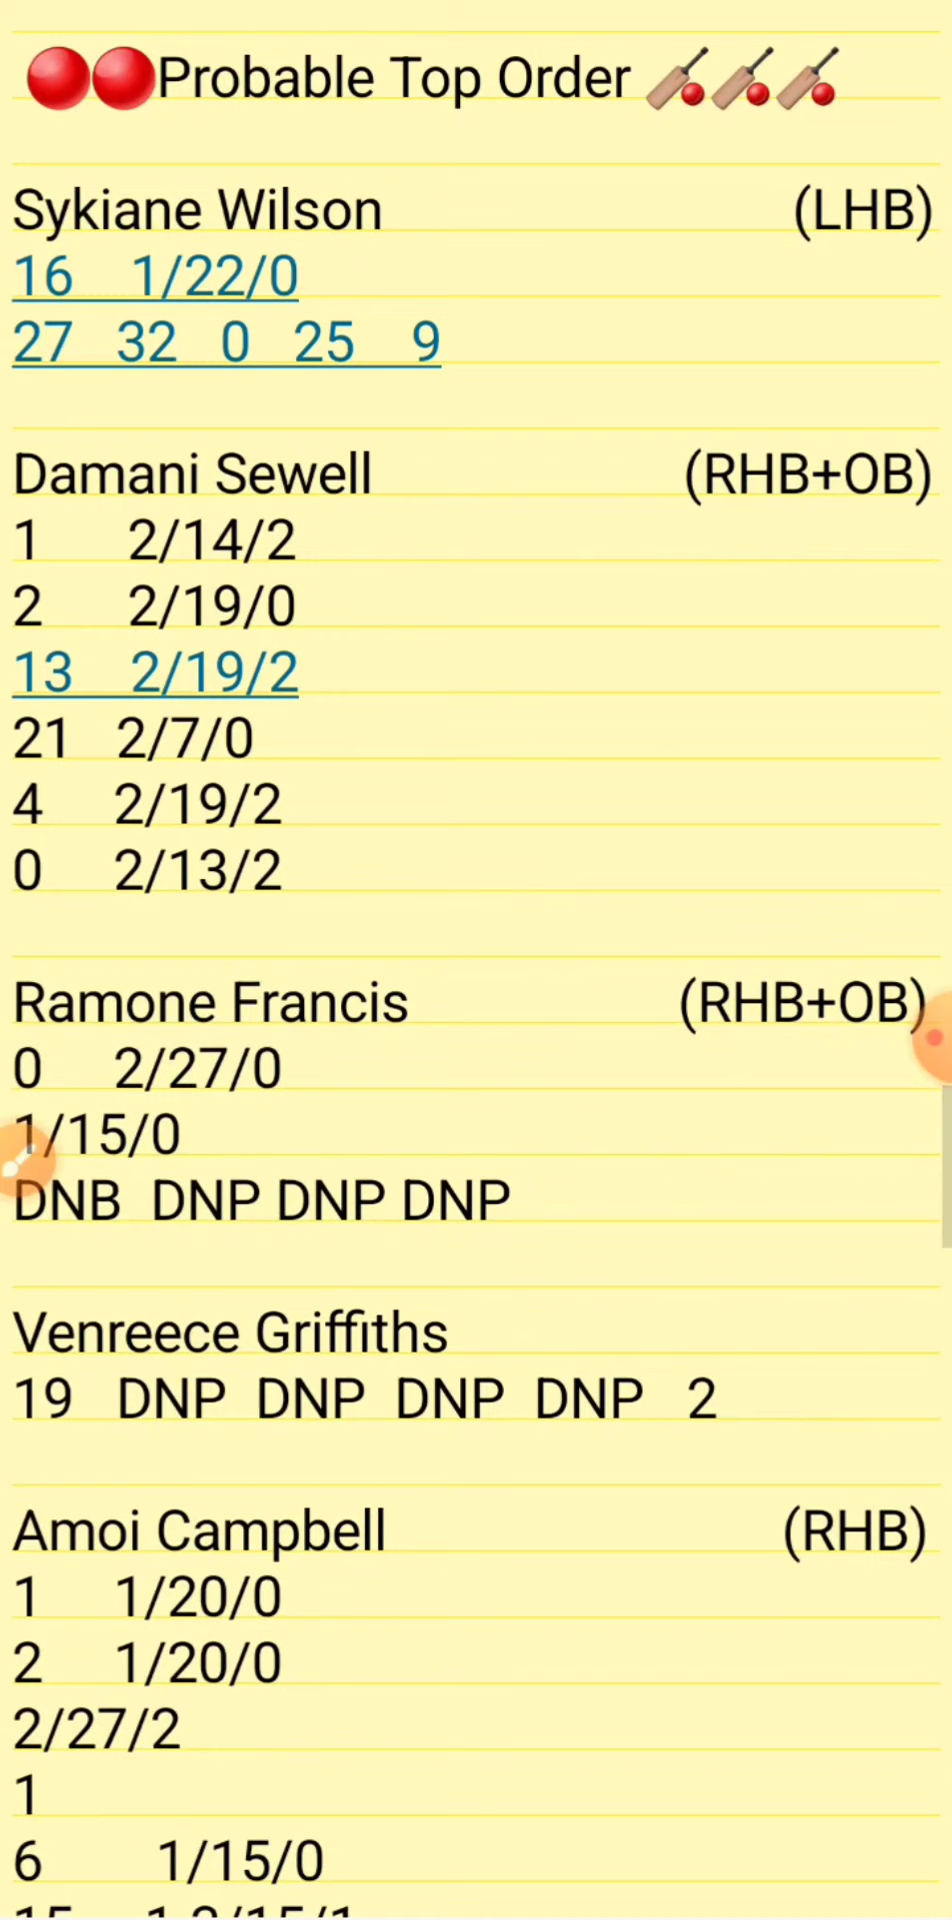 🔴🔴Probable Top Order 🏏🏏🏏
Sykiane Wilson (LHB)
16 1/22/0
27 32 0 25 9
Damani Sewell (RHB+OB)
1 2/14/2
2 2/19/0
13 2/19/2
21 2/7/0
4 2/19/2
0 2/13/2
Ramone Francis (RHB+OB)
0 2/27/0
1/15/0
DNB DNP DNP DNP
Venreece Griffiths
19 DNP DNP DNP DNP 2
Amoi Campbell (RHB)
1 1/20/0
2 1/20/0
2/27/2
1
6 1/15/0